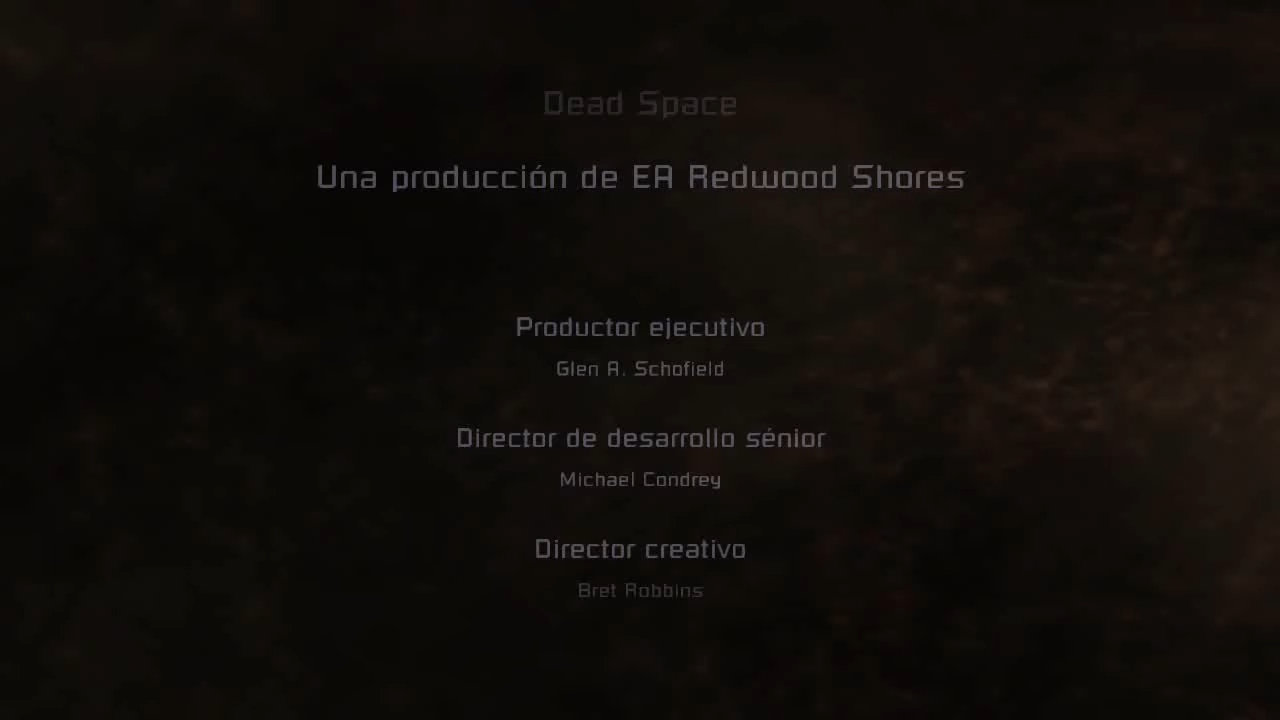 Dead Space
Una producción de EA Redwood Shores
Productor ejecutivo
Glen A. Schofield
Director de desarrollo sénior
Michael Condrey
Director creativo
Bret Robbins